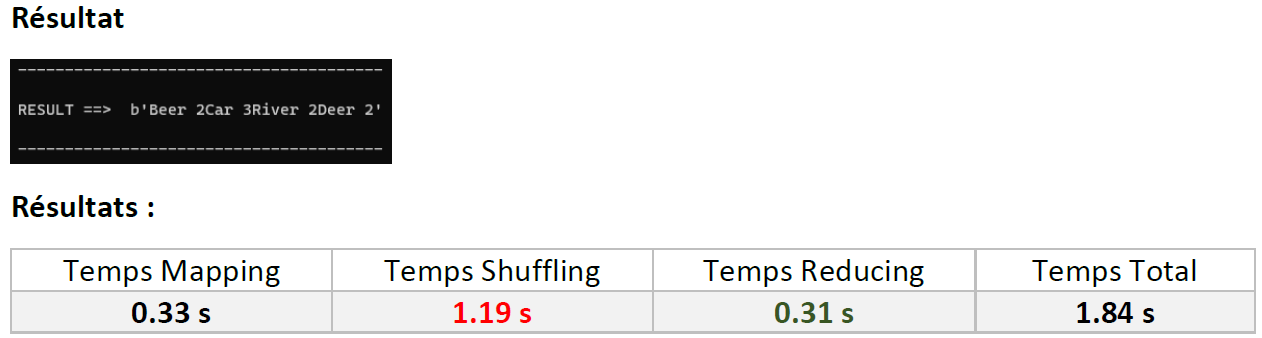 Résultat
---------------------------------------
RESULT ==>  b'Beer 2Car 3River 2Deer 2'
---------------------------------------
Résultats :
Temps Mapping Temps Shuffling Temps Reducing Temps Total
0.33 s 1.19 s 0.31 s 1.84 s